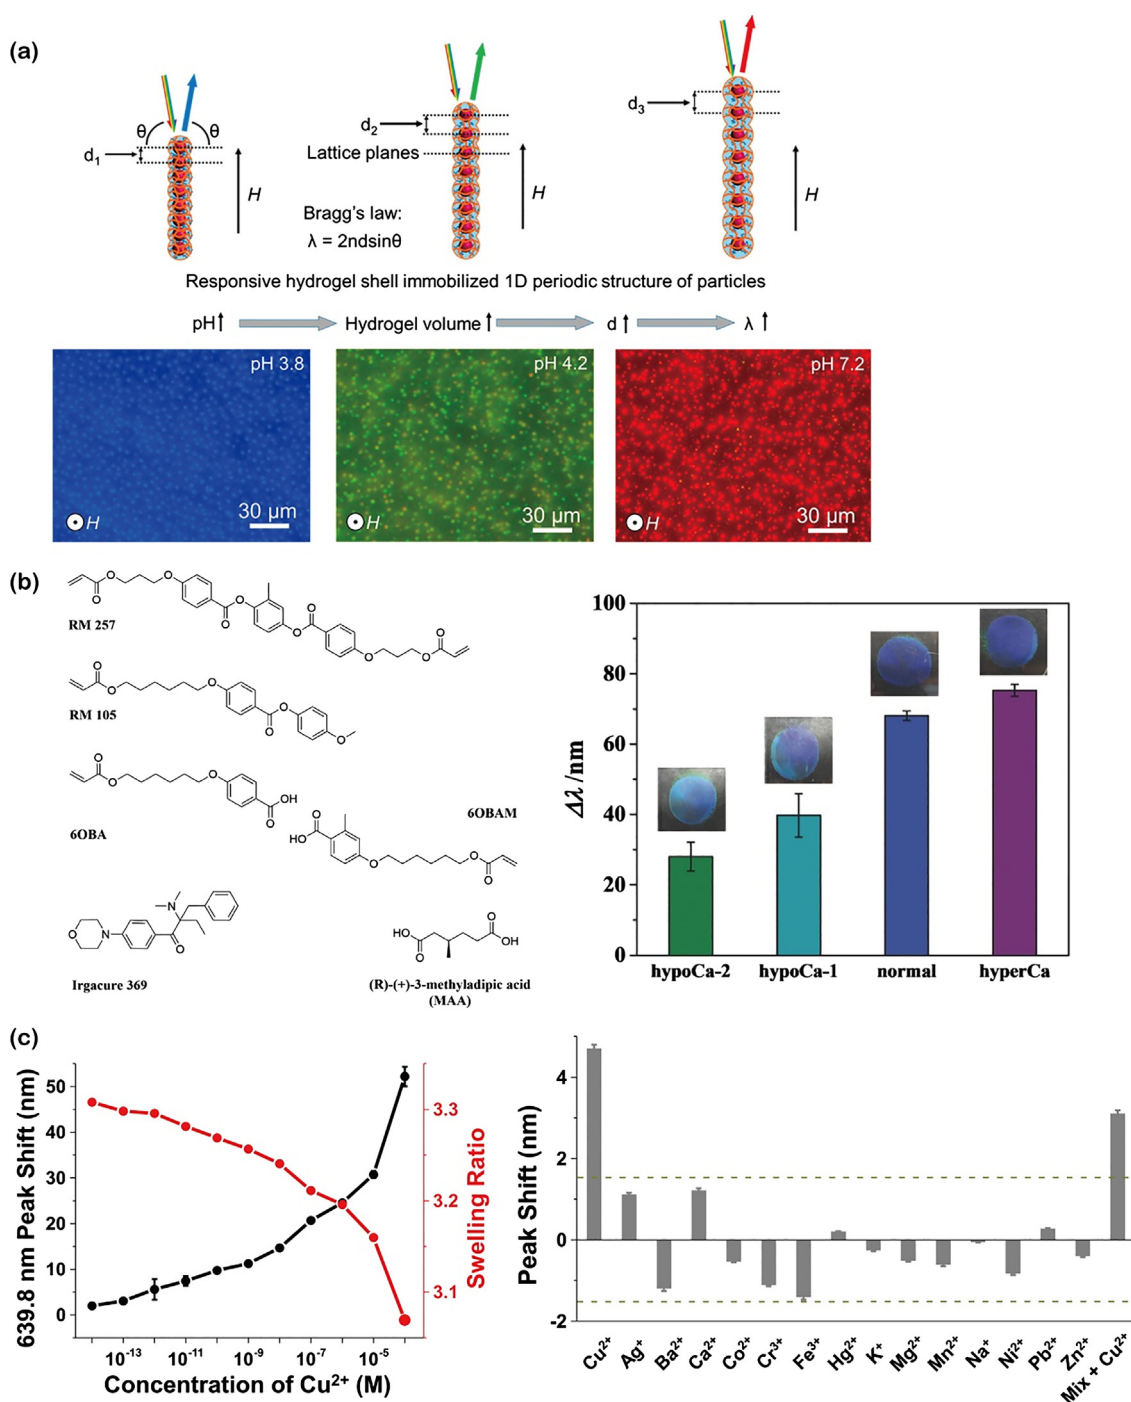 (a)
θ θ
d₁
H
d₂
Lattice planes
H
Bragg's law:
λ = 2ndsinθ
d₃
H
Responsive hydrogel shell immobilized 1D periodic structure of particles
pH↑ Hydrogel volume↑ d↑ λ↑
pH 3.8
30 µm
H
pH 4.2
30 µm
H
pH 7.2
30 µm
H
(b)
O
O
O
O
O
O
O
O
O
O
RM 257
O
O
O
O
O
O
RM 105
O
O
O
OH
O
6OBA
O
HO
O
O
O
6OBAM
O
N
N
O
Irgacure 369
O
HO
OH
O
(R)-(+)-3-methyladipic acid
(MAA)
Δλ/nm
100
80
60
40
20
0
hypoCa-2 hypoCa-1 normal hyperCa
(c)
639.8 nm Peak Shift (nm)
50
40
30
20
10
0
10⁻¹³ 10⁻¹¹ 10⁻⁹ 10⁻⁷ 10⁻⁵
Concentration of Cu²⁺ (M)
3.3
3.2
3.1
Swelling Ratio
Peak Shift (nm)
4
2
0
-2
Cu²⁺ Ag⁺ Ba²⁺ Ca²⁺ Co²⁺ Cr³⁺ Fe³⁺ Hg²⁺ K⁺ Mg²⁺ Mn²⁺ Na⁺ Ni²⁺ Pb²⁺ Zn²⁺ Mix + Cu²⁺